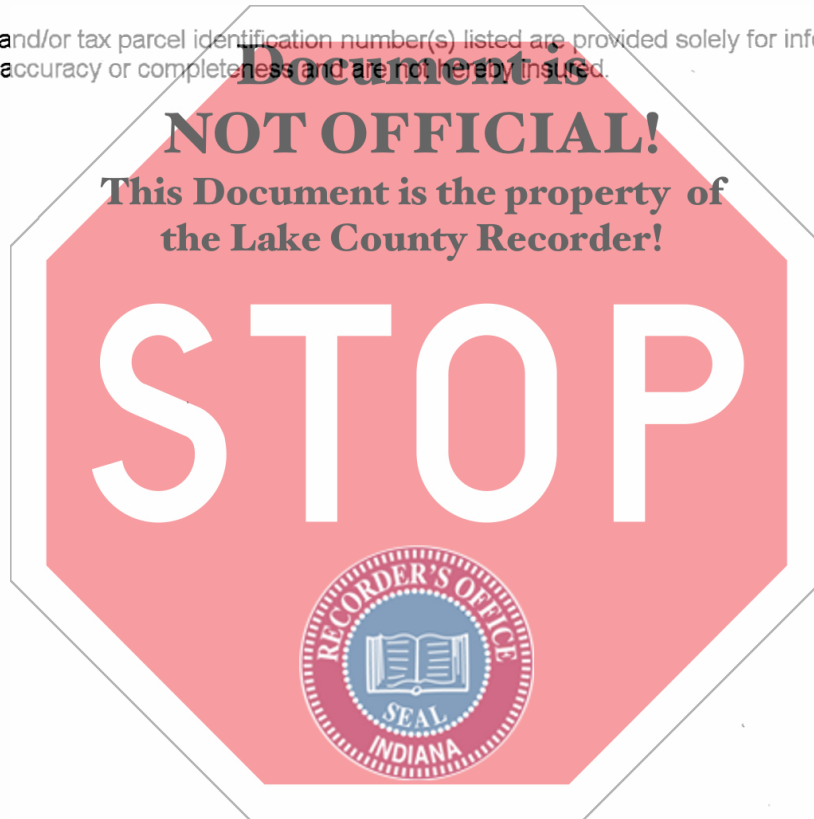 and/or tax parcel identification number(s) listed are provided solely for
accuracy or completeness and are not hereby insured.
Document is
NOT OFFICIAL!
This Document is the property of
the Lake County Recorder!
STOP
RECORDER'S OFFICE
SEAL
INDIANA